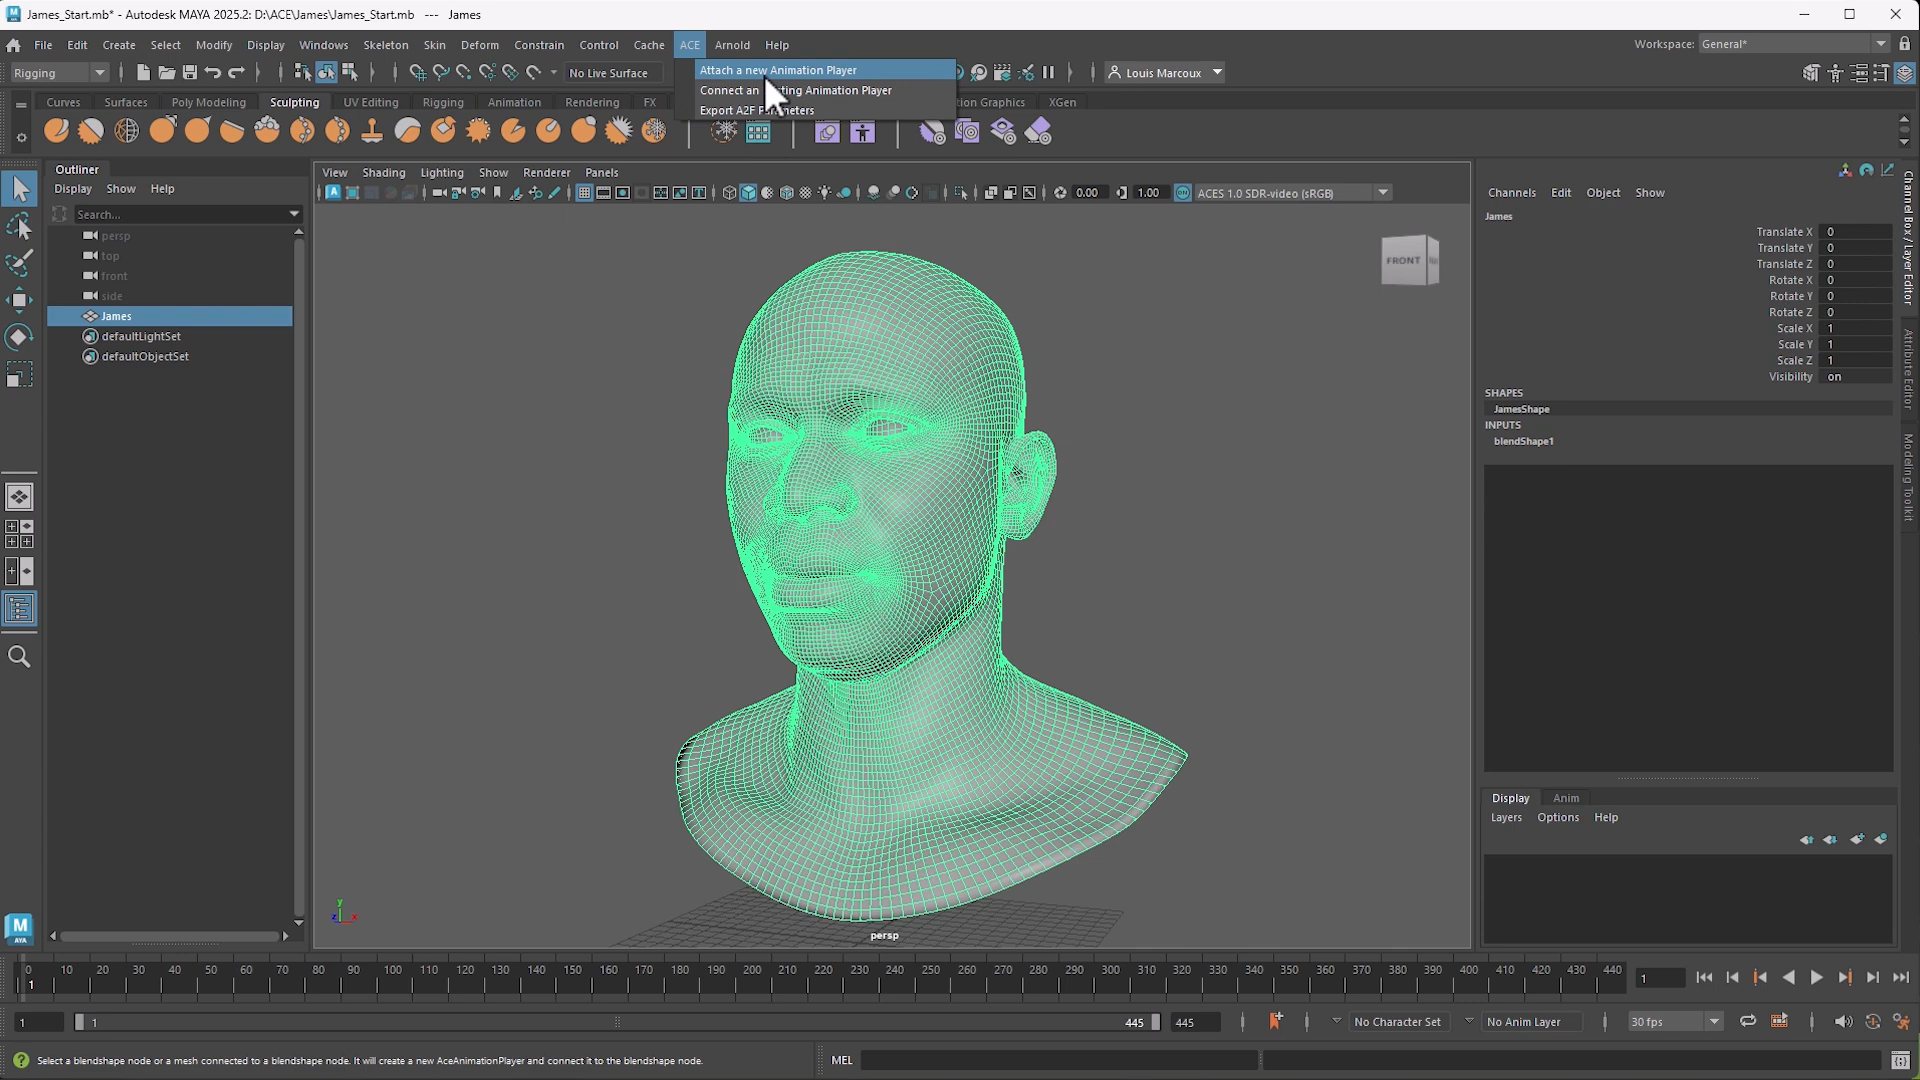 James_Start.mb* - Autodesk MAYA 2025.2: D:\ACE\James\James_Start.mb --- James
File Edit Create Select Modify Display Windows Skeleton Skin Deform Constrain Control Cache ACE Arnold Help
Workspace: General*
Rigging
No Live Surface
Louis Marcoux
Attach a new Animation Player
Connect an ting Animation Player
Export A2F meters
Curves Surfaces Poly Modeling Sculpting UV Editing Rigging Animation Rendering FX
Graphics XGen
Outliner
Display Show Help
Search...
persp
top
front
side
James
defaultLightSet
defaultObjectSet
View Shading Lighting Show Renderer Panels
0.00 1.00 ACES 1.0 SDR-video (sRGB)
FRONT
persp
y
z x
Channels Edit Object Show
James
Translate X 0
Translate Y 0
Translate Z 0
Rotate X 0
Rotate Y 0
Rotate Z 0
Scale X 1
Scale Y 1
Scale Z 1
Visibility on
SHAPES
JamesShape
INPUTS
blendShape1
Channel Box / Layer Editor
Attribute Editor
Modeling Toolkit
Display Anim
Layers Options Help
M
AYA
0 10 20 30 40 50 60 70 80 90 100 110 120 130 140 150 160 170 180 190 200 210 220 230 240 250 260 270 280 290 300 310 320 330 340 350 360 370 380 390 400 410 420 430 440
1
1
1 1 445 445
No Character Set
No Anim Layer
30 fps
Select a blendshape node or a mesh connected to a blendshape node. It will create a new AceAnimationPlayer and connect it to the blendshape node.
MEL